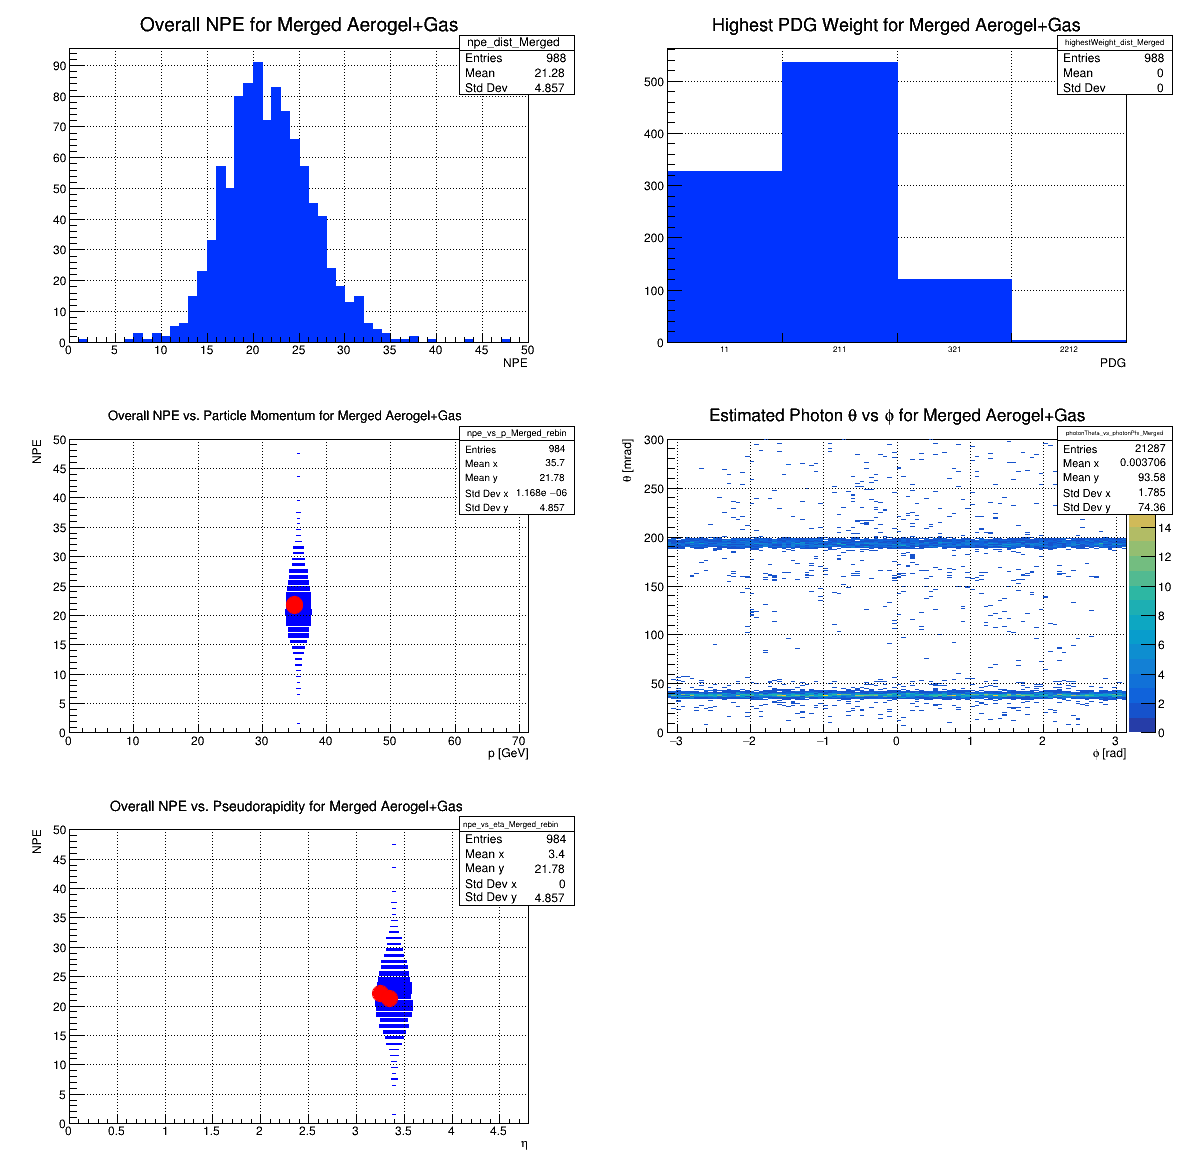 Overall NPE for Merged Aerogel+Gas
npe_dist_Merged
Entries 988
Mean 21.28
Std Dev 4.857
90
80
70
60
50
40
30
20
10
0
0 5 10 15 20 25 30 35 40 45 50
NPE
Highest PDG Weight for Merged Aerogel+Gas
highestWeight_dist_Merged
Entries 988
Mean 0
Std Dev 0
500
400
300
200
100
0
11 211 321 2212
PDG
Overall NPE vs. Particle Momentum for Merged Aerogel+Gas
npe_vs_p_Merged_rebin
Entries 984
Mean x 35.7
Mean y 21.78
Std Dev x 1.168e −06
Std Dev y 4.857
NPE
50
45
40
35
30
25
20
15
10
5
0
0 10 20 30 40 50 60 70
p [GeV]
Estimated Photon θ vs ϕ for Merged Aerogel+Gas
photonTheta_vs_photonPhi_Merged
Entries 21287
Mean x 0.003706
Mean y 93.58
Std Dev x 1.785
Std Dev y 74.36
θ [mrad]
300
250
200
150
100
50
0
−3 −2 −1 0 1 2 3
ϕ [rad]
14
12
10
8
6
4
2
0
Overall NPE vs. Pseudorapidity for Merged Aerogel+Gas
npe_vs_eta_Merged_rebin
Entries 984
Mean x 3.4
Mean y 21.78
Std Dev x 0
Std Dev y 4.857
NPE
50
45
40
35
30
25
20
15
10
5
0
0 0.5 1 1.5 2 2.5 3 3.5 4 4.5
η